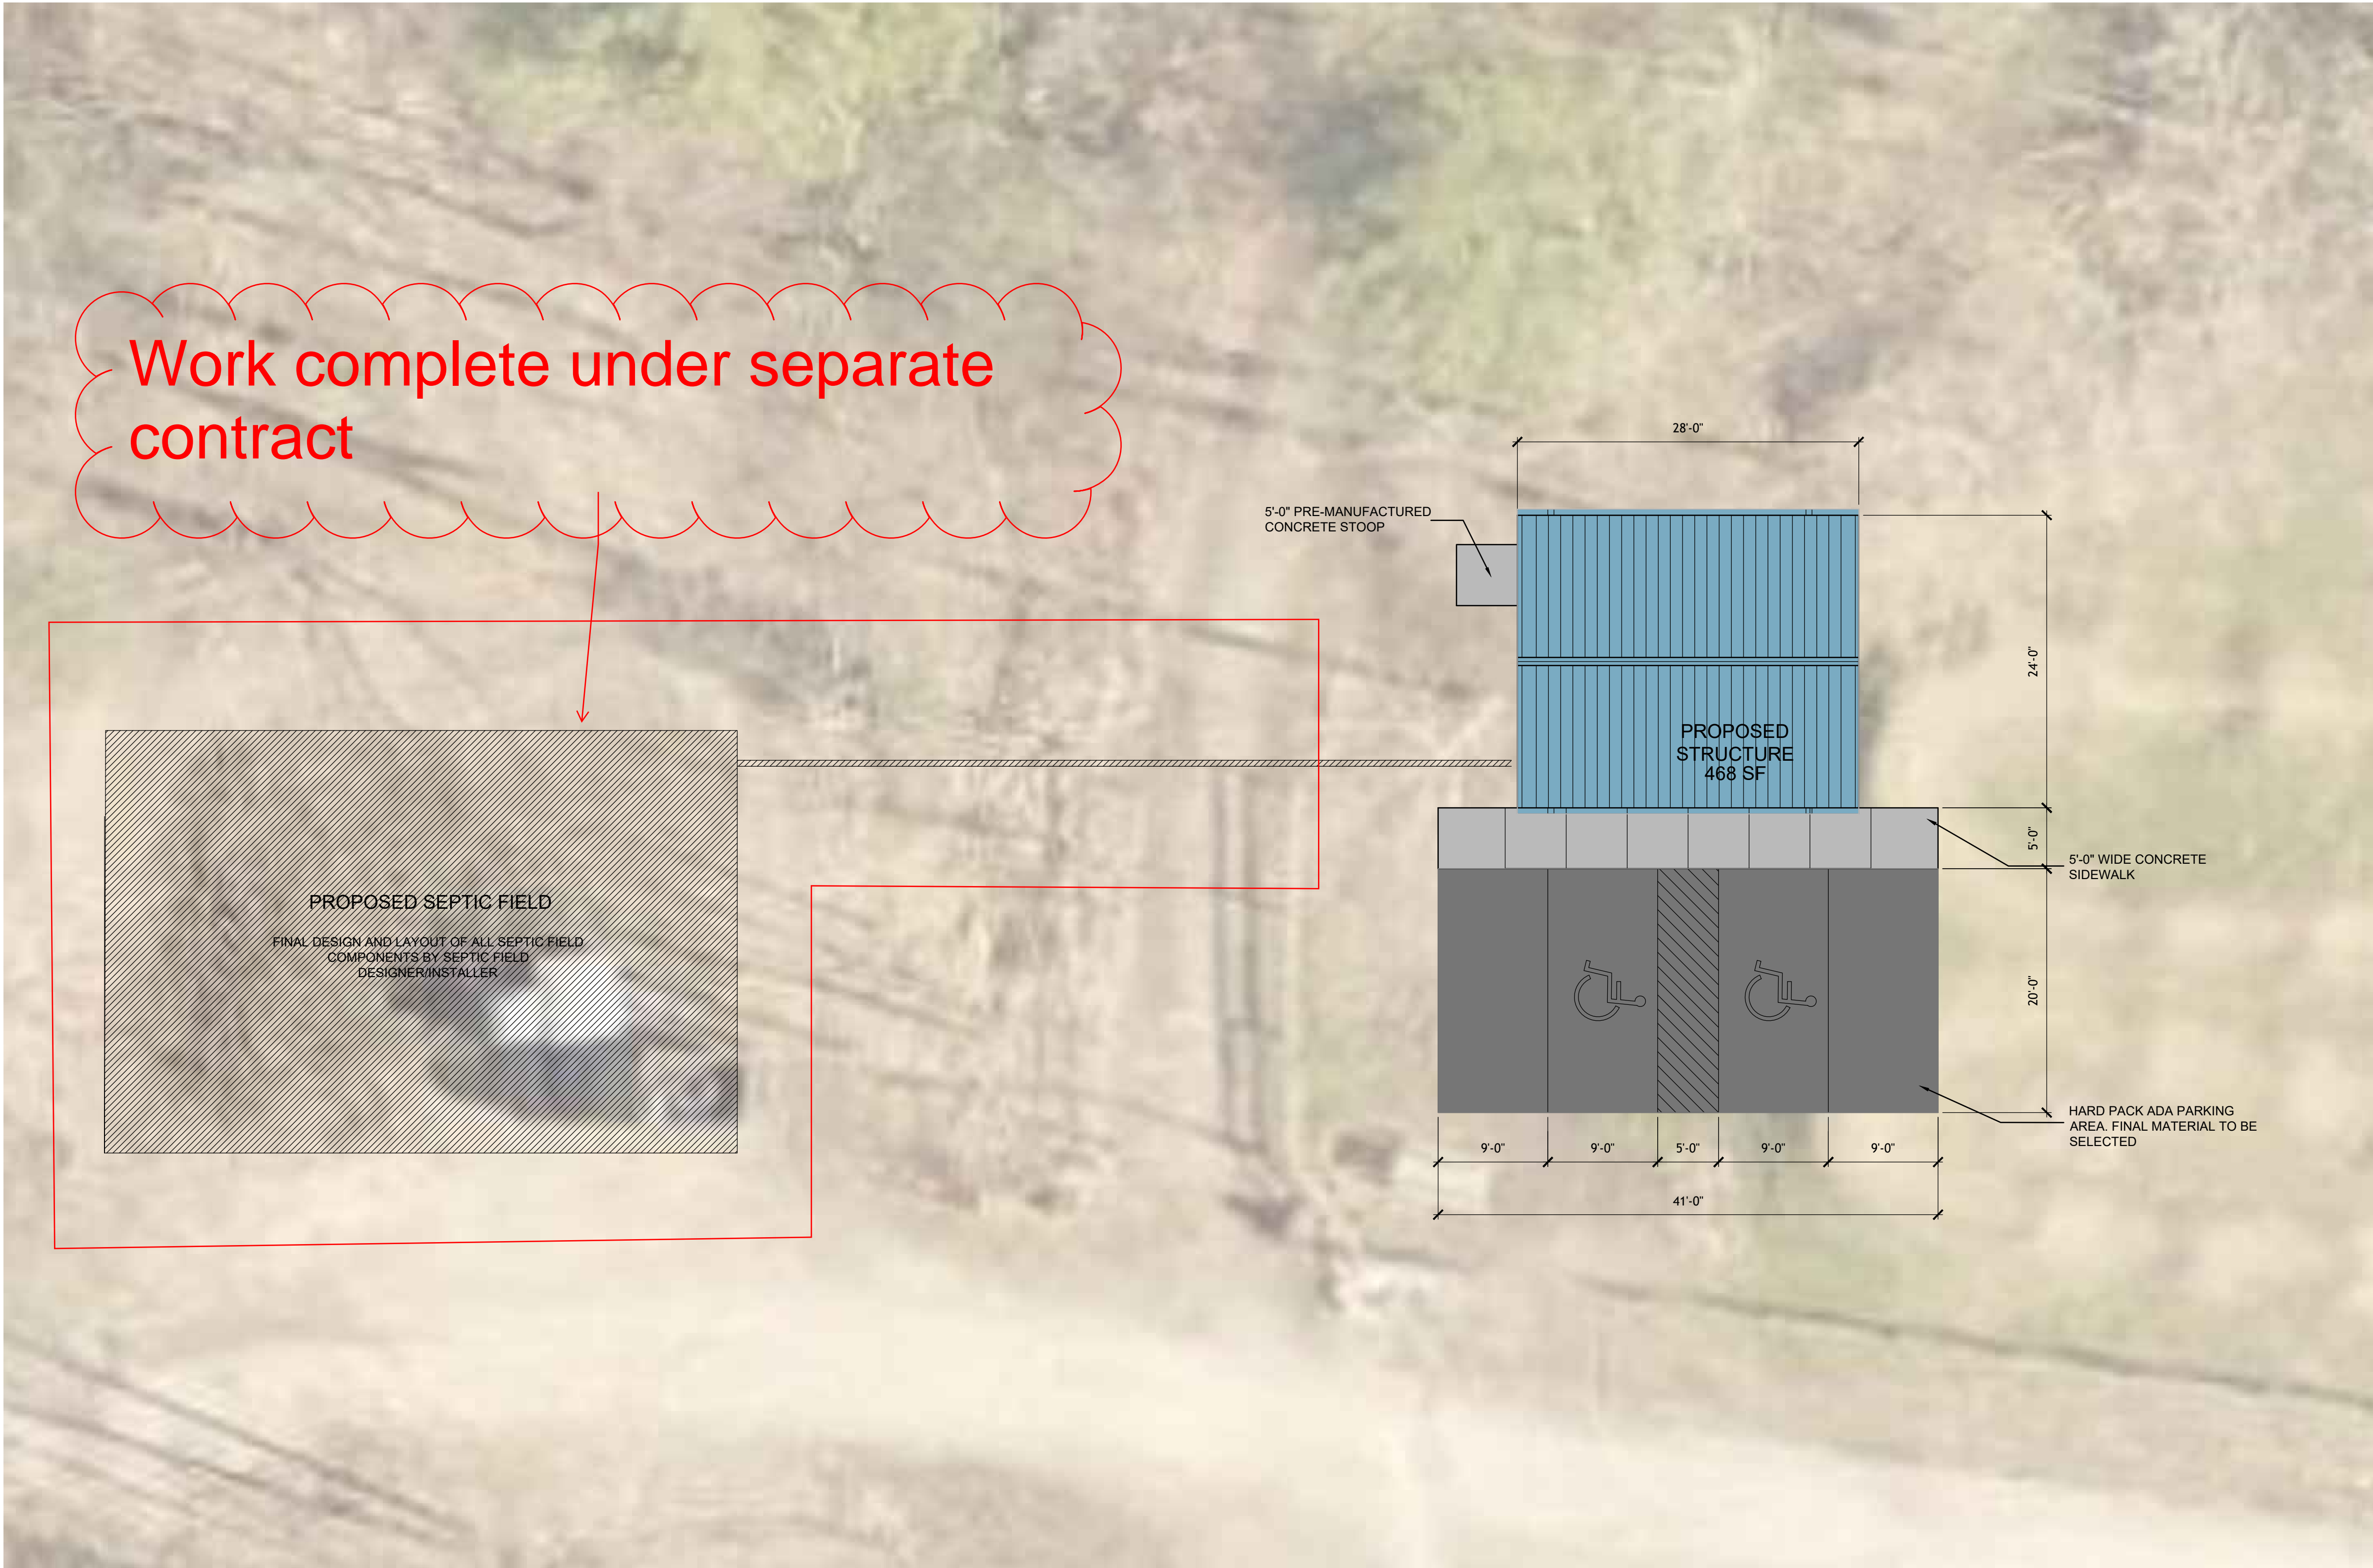 Work complete under separate
contract
28'-0"
5'-0" PRE-MANUFACTURED
CONCRETE STOOP
24'-0"
PROPOSED
STRUCTURE
468 SF
5'-0"
5'-0" WIDE CONCRETE
SIDEWALK
PROPOSED SEPTIC FIELD
FINAL DESIGN AND LAYOUT OF ALL SEPTIC FIELD
COMPONENTS BY SEPTIC FIELD
DESIGNER/INSTALLER
20'-0"
HARD PACK ADA PARKING
AREA. FINAL MATERIAL TO BE
SELECTED
9'-0" 9'-0" 5'-0" 9'-0" 9'-0"
41'-0"